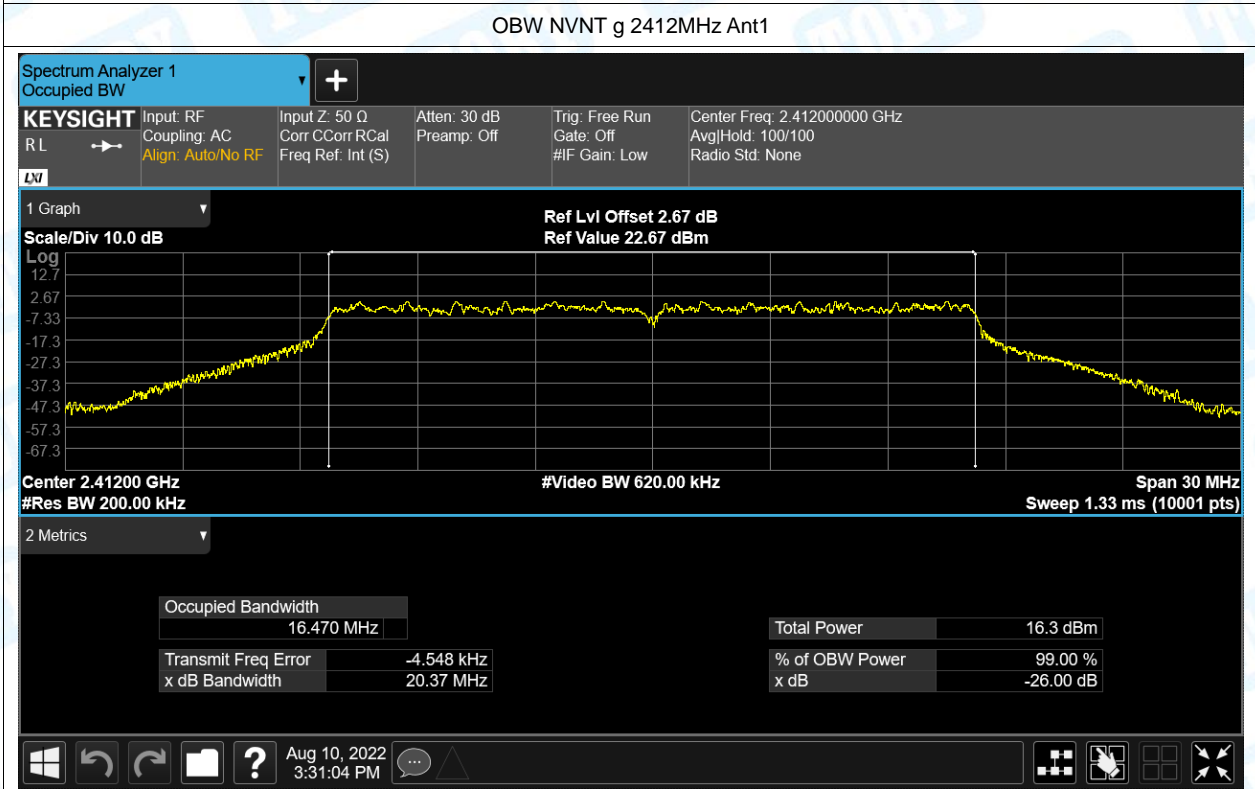 OBW NVNT g 2412MHz Ant1
Spectrum Analyzer 1
Occupied BW
KEYSIGHT
R L
LXI
Input: RF
Coupling: AC
Align: Auto/No RF
Input Z: 50 Ω
Corr CCorr RCal
Freq Ref: Int (S)
Atten: 30 dB
Preamp: Off
Trig: Free Run
Gate: Off
#IF Gain: Low
Center Freq: 2.412000000 GHz
Avg|Hold: 100/100
Radio Std: None
1 Graph
Scale/Div 10.0 dB
Ref Lvl Offset 2.67 dB
Ref Value 22.67 dBm
Log
12.7
2.67
-7.33
-17.3
-27.3
-37.3
-47.3
-57.3
-67.3
Center 2.41200 GHz
#Video BW 620.00 kHz
Span 30 MHz
#Res BW 200.00 kHz
Sweep 1.33 ms (10001 pts)
2 Metrics
Occupied Bandwidth
16.470 MHz
Total Power 16.3 dBm
Transmit Freq Error -4.548 kHz
% of OBW Power 99.00 %
x dB Bandwidth 20.37 MHz
x dB -26.00 dB
Aug 10, 2022
3:31:04 PM